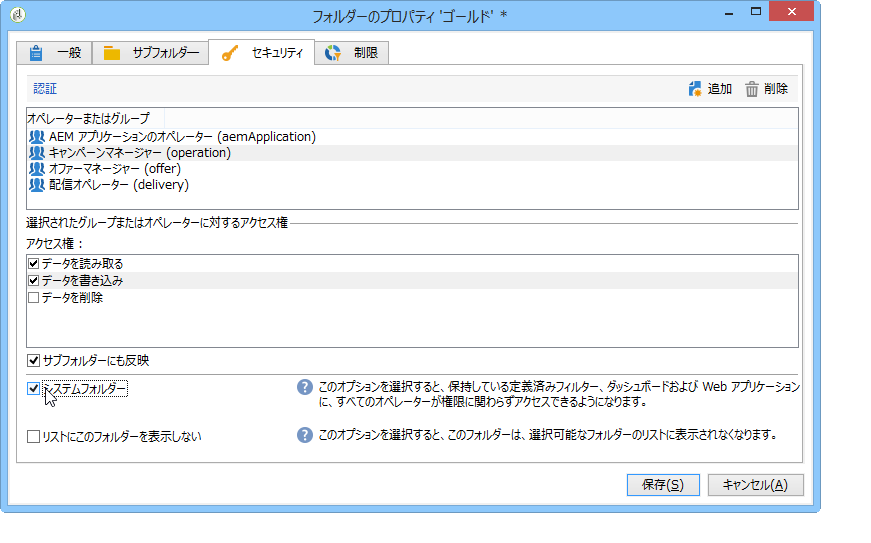 フォルダーのプロパティ 'ゴールド' *
一般
サブフォルダー
セキュリティ
制限
認証
追加
削除
オペレーターまたはグループ
AEM アプリケーションのオペレーター (aemApplication)
キャンペーンマネージャー (operation)
オファーマネージャー (offer)
配信オペレーター (delivery)
選択されたグループまたはオペレーターに対するアクセス権
アクセス権：
データを読み取る
データを書き込み
データを削除
サブフォルダーにも反映
システムフォルダー
このオプションを選択すると、保持している定義済みフィルター、ダッシュボードおよび Web アプリケーション
に、すべてのオペレーターが権限に関わらずアクセスできるようになります。
リストにこのフォルダーを表示しない
このオプションを選択すると、このフォルダーは、選択可能なフォルダーのリストに表示されなくなります。
保存(S)
キャンセル(A)